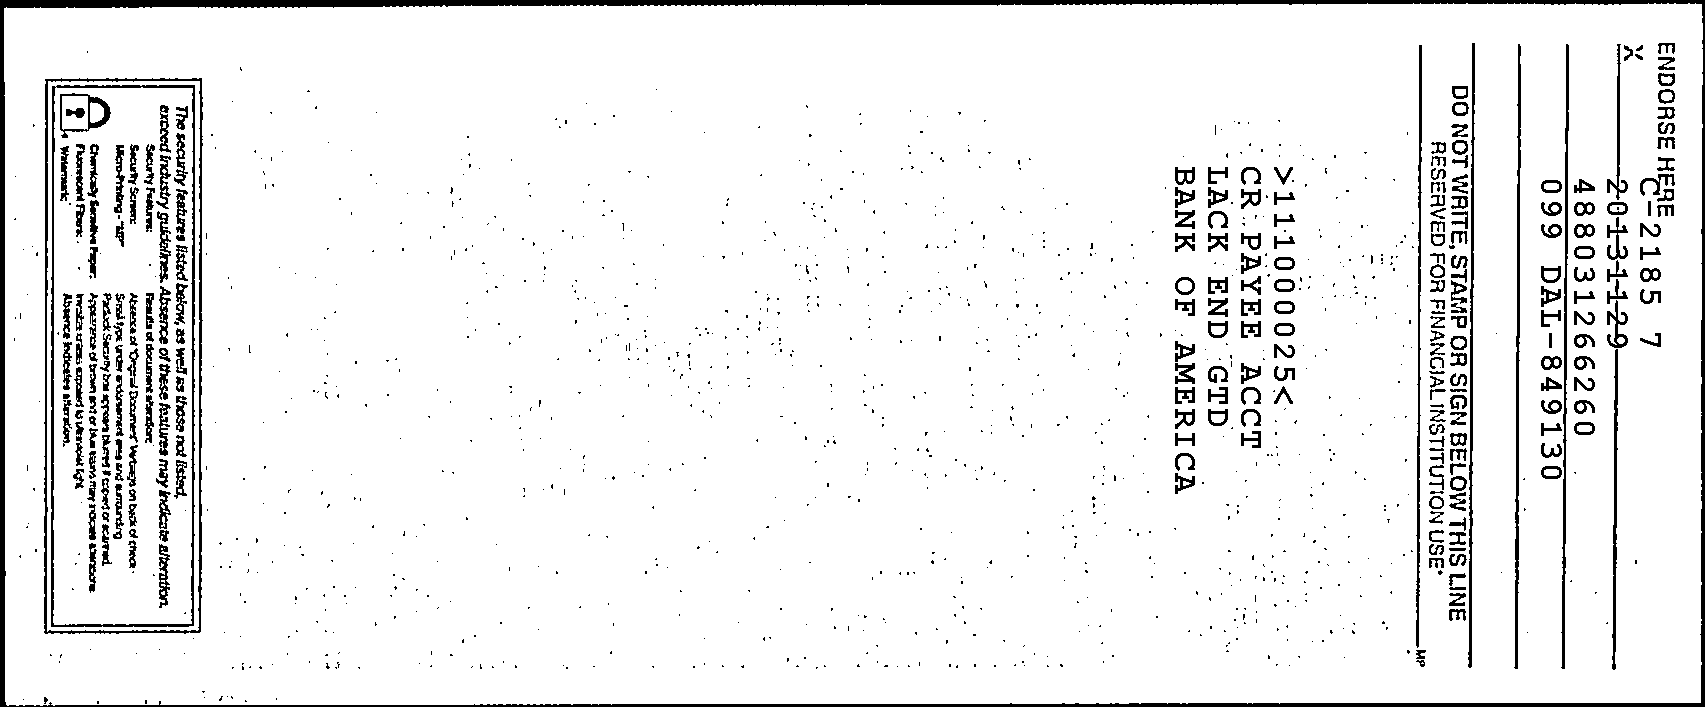 ENDORSE HERE
X
C-2185 7
20131129
488031266260
099 DAL-849130
DO NOT WRITE, STAMP OR SIGN BELOW THIS LINE
RESERVED FOR FINANCIAL INSTITUTION USE*
MP
>111000025<
CR PAYEE ACCT
LACK END GTD
BANK OF AMERICA
The security features listed below, as well as those not listed,
exceed industry guidelines. Absence of these features may indicate alteration.
Security Features: Results of document alteration:
Security Screen: Absence of "Original Document" verbiage on back of check
Micro-Printing - "MP" Small type under endorsement area and surrounding
Padlock Security box appears blurred if copied or scanned.
Chemically Sensitive Paper: Appearance of brown and or blue stains may indicate alterations
Fluorescent Fibers: Invisible exposed to Ultraviolet light
Watermark: Absence indicates alteration.